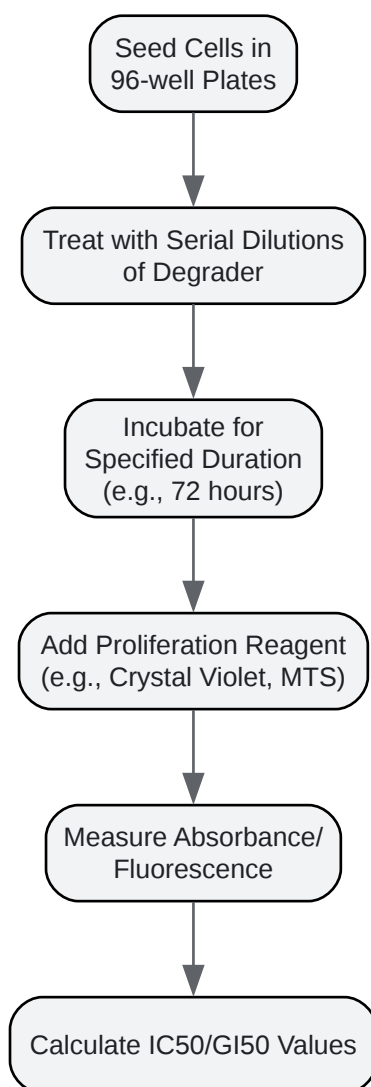 Seed Cells in
96-well Plates
Treat with Serial Dilutions
of Degrader
Incubate for
Specified Duration
(e.g., 72 hours)
Add Proliferation Reagent
(e.g., Crystal Violet, MTS)
Measure Absorbance/
Fluorescence
Calculate IC50/GI50 Values